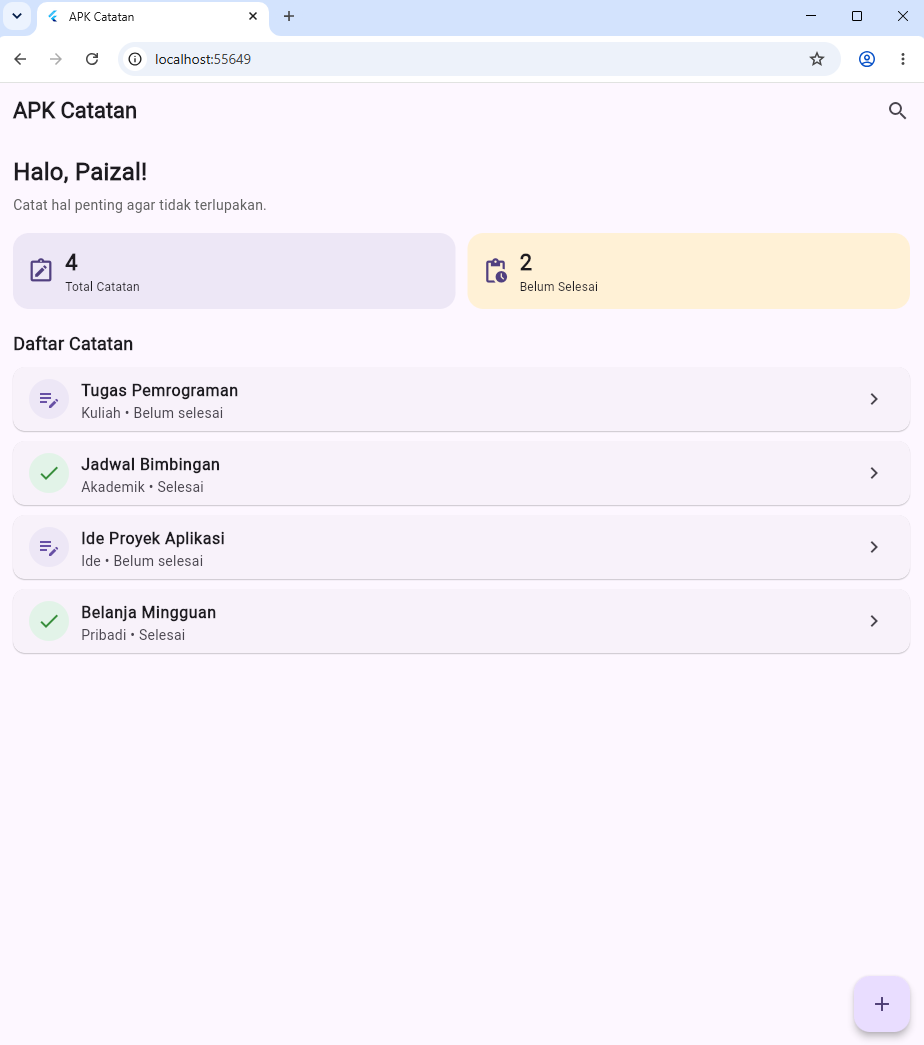 APK Catatan
localhost:55649
APK Catatan
Halo, Paizal!
Catat hal penting agar tidak terlupakan.
4
Total Catatan
2
Belum Selesai
Daftar Catatan
Tugas Pemrograman
Kuliah • Belum selesai
Jadwal Bimbingan
Akademik • Selesai
Ide Proyek Aplikasi
Ide • Belum selesai
Belanja Mingguan
Pribadi • Selesai